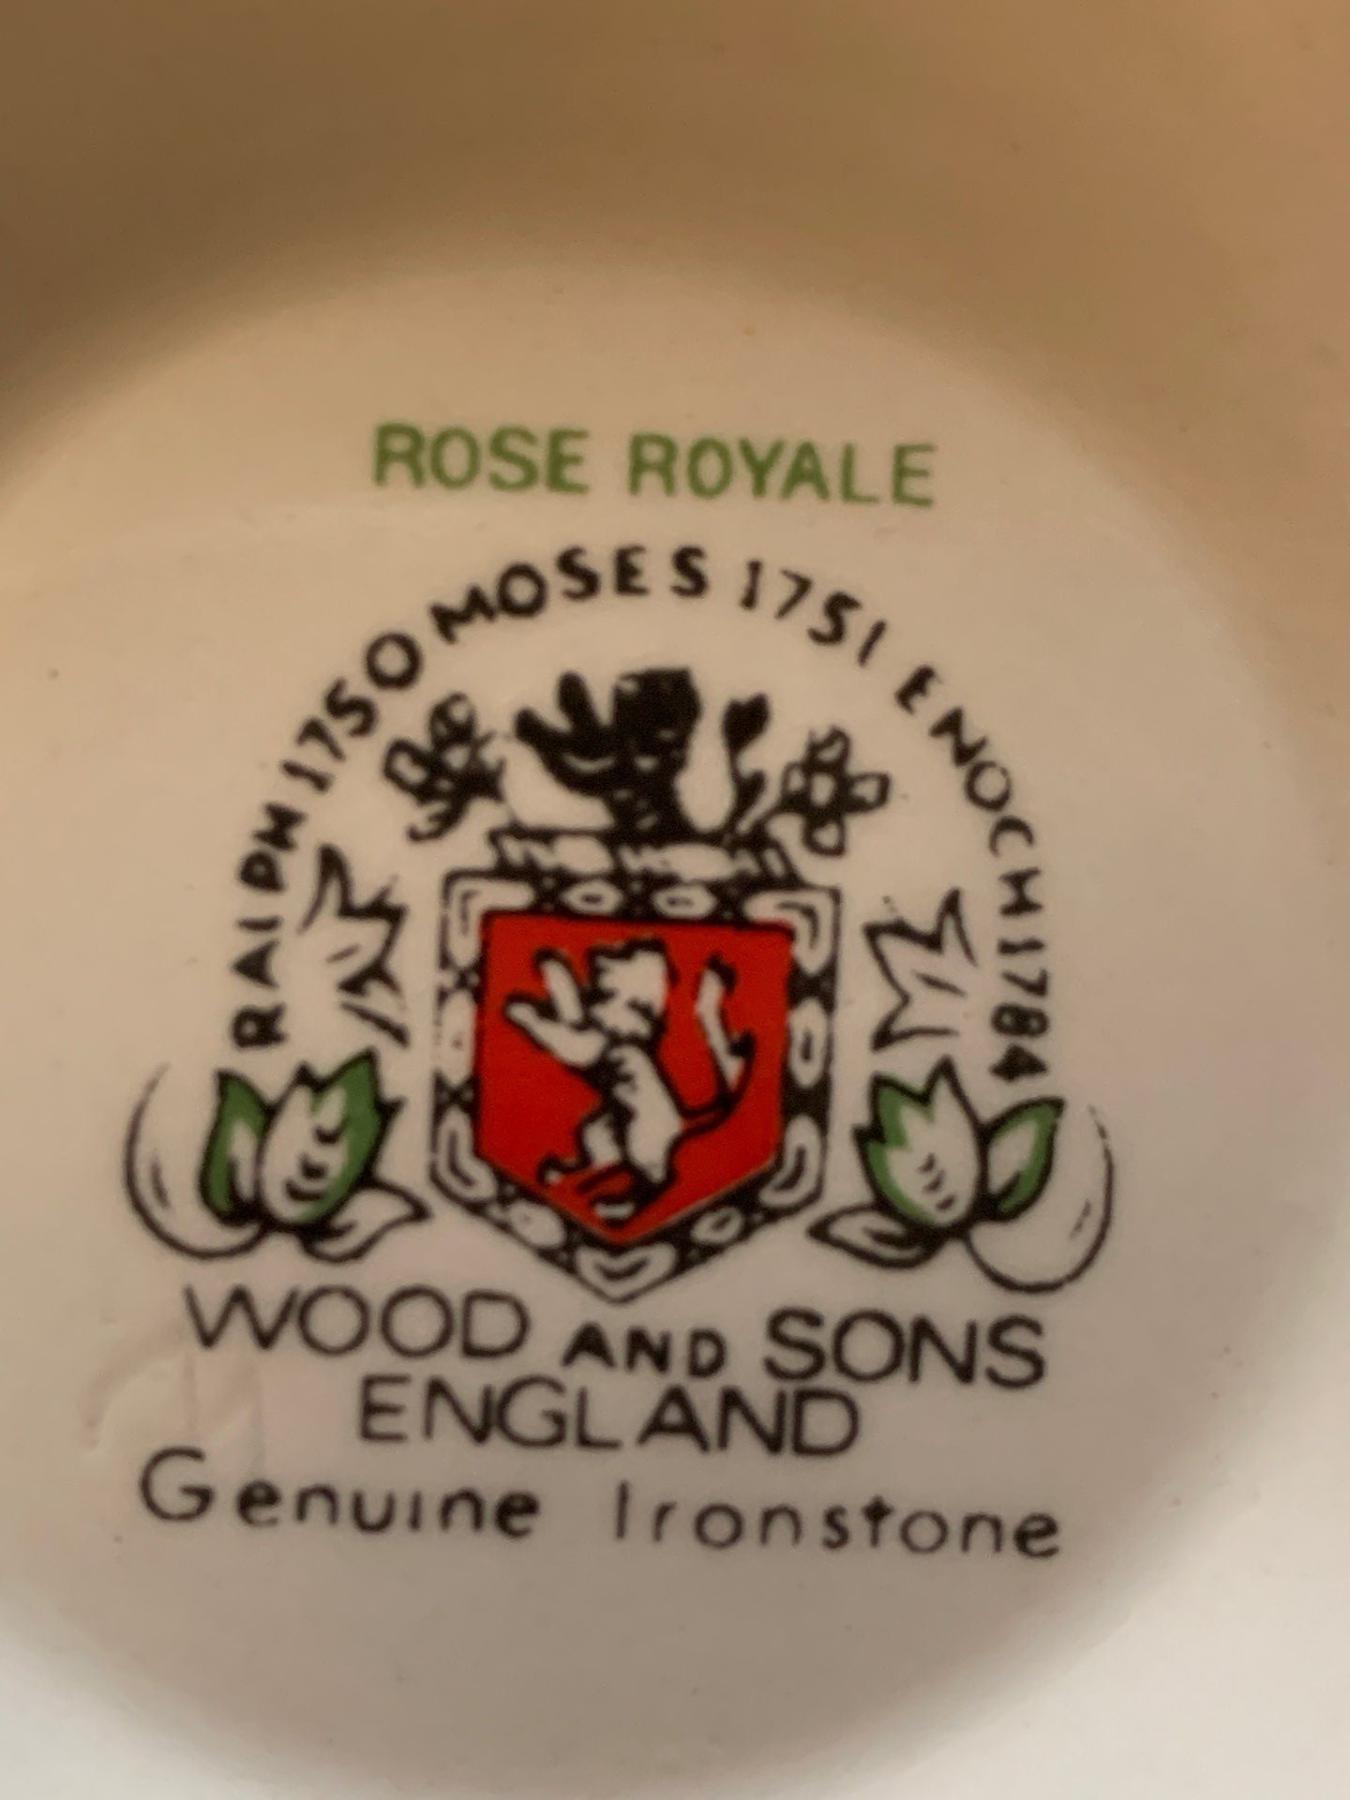 ROSE ROYALE
RALPH 1750 MOSES 1751 ENOCH 1784
WOOD AND SONS
ENGLAND
Genuine Ironstone